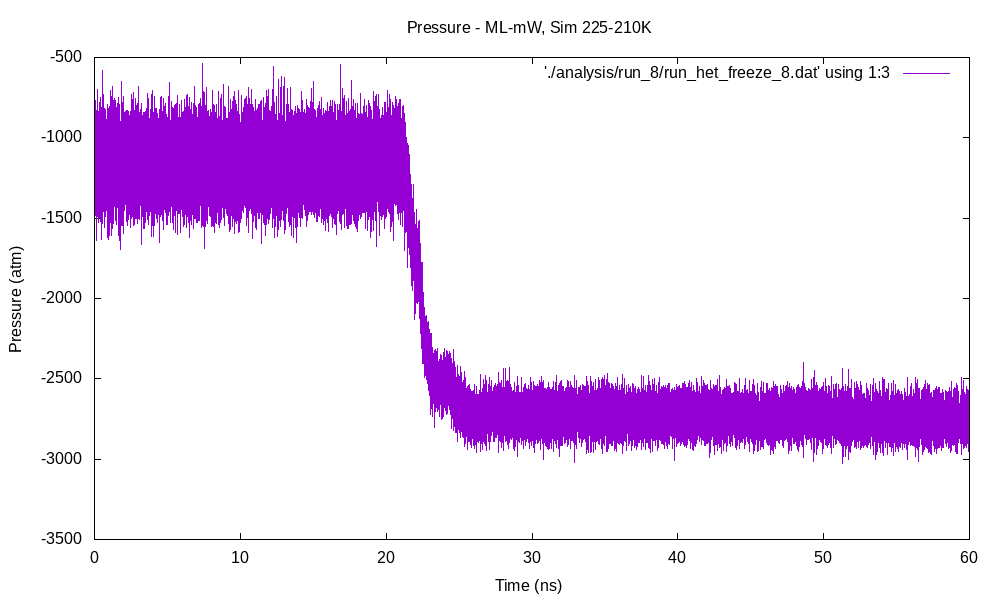 Pressure - ML-mW, Sim 225-210K
'./analysis/run_8/run_het_freeze_8.dat' using 1:3
-500
-1000
-1500
-2000
-2500
-3000
-3500
Pressure (atm)
0 10 20 30 40 50 60
Time (ns)